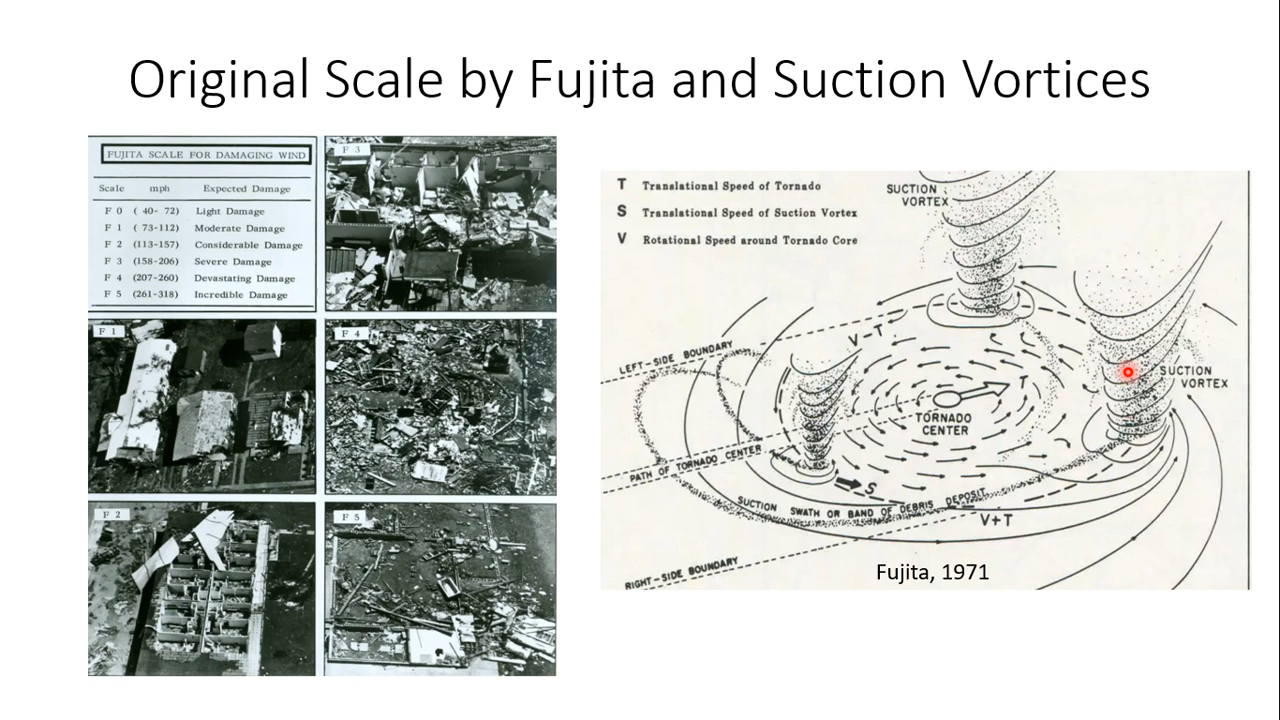 Original Scale by Fujita and Suction Vortices
FUJITA SCALE FOR DAMAGING WIND
Scale mph Expected Damage
F 0 ( 40- 72) Light Damage
F 1 ( 73-112) Moderate Damage
F 2 (113-157) Considerable Damage
F 3 (158-206) Severe Damage
F 4 (207-260) Devastating Damage
F 5 (261-318) Incredible Damage
F 3
F 1
F 4
F 2
F 5
T Translational Speed of Tornado
S Translational Speed of Suction Vortex
V Rotational Speed around Tornado Core
SUCTION
VORTEX
V-T
LEFT-SIDE BOUNDARY
SUCTION
VORTEX
T
TORNADO
CENTER
PATH OF TORNADO CENTER
S
SUCTION SWATH OR BAND OF DEBRIS DEPOSIT
V+T
RIGHT-SIDE BOUNDARY
Fujita, 1971